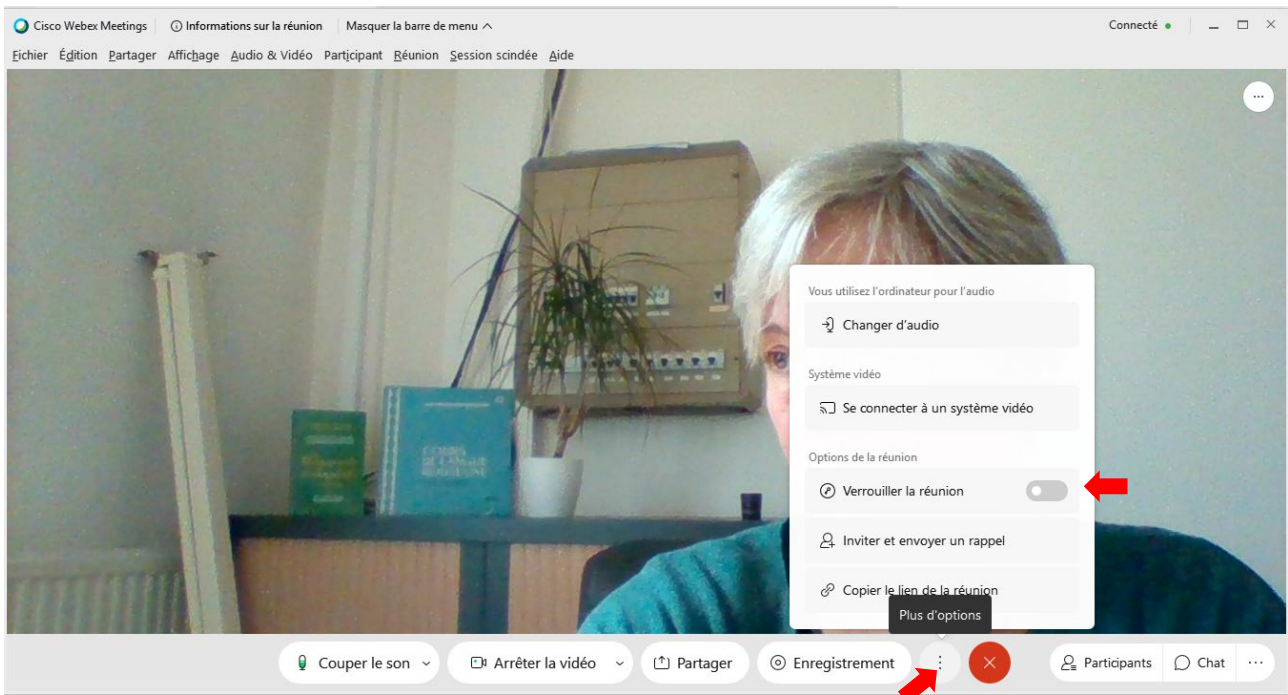 Cisco Webex Meetings
Informations sur la réunion
Masquer la barre de menu
Connecté
Fichier Édition Partager Affichage Audio & Vidéo Participant Réunion Session scindée Aide
COURS
DE LANGUE
Vous utilisez l'ordinateur pour l'audio
Changer d'audio
Système vidéo
Se connecter à un système vidéo
Options de la réunion
Verrouiller la réunion
Inviter et envoyer un rappel
Copier le lien de la réunion
Plus d'options
Couper le son
Arrêter la vidéo
Partager
Enregistrement
Participants
Chat